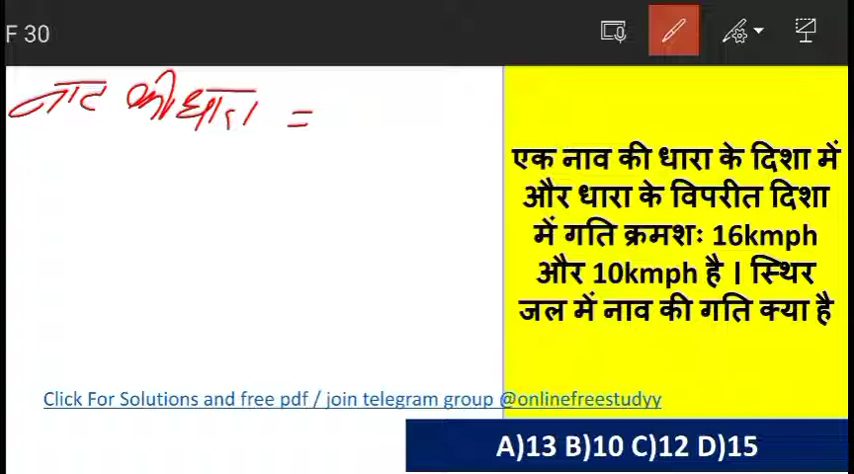 F 30
नाव की धारा =
एक नाव की धारा के दिशा में
और धारा के विपरीत दिशा
में गति क्रमशः 16kmph
और 10kmph है । स्थिर
जल में नाव की गति क्या है
Click For Solutions and free pdf / join telegram group @onlinefreestudyy
A)13 B)10 C)12 D)15